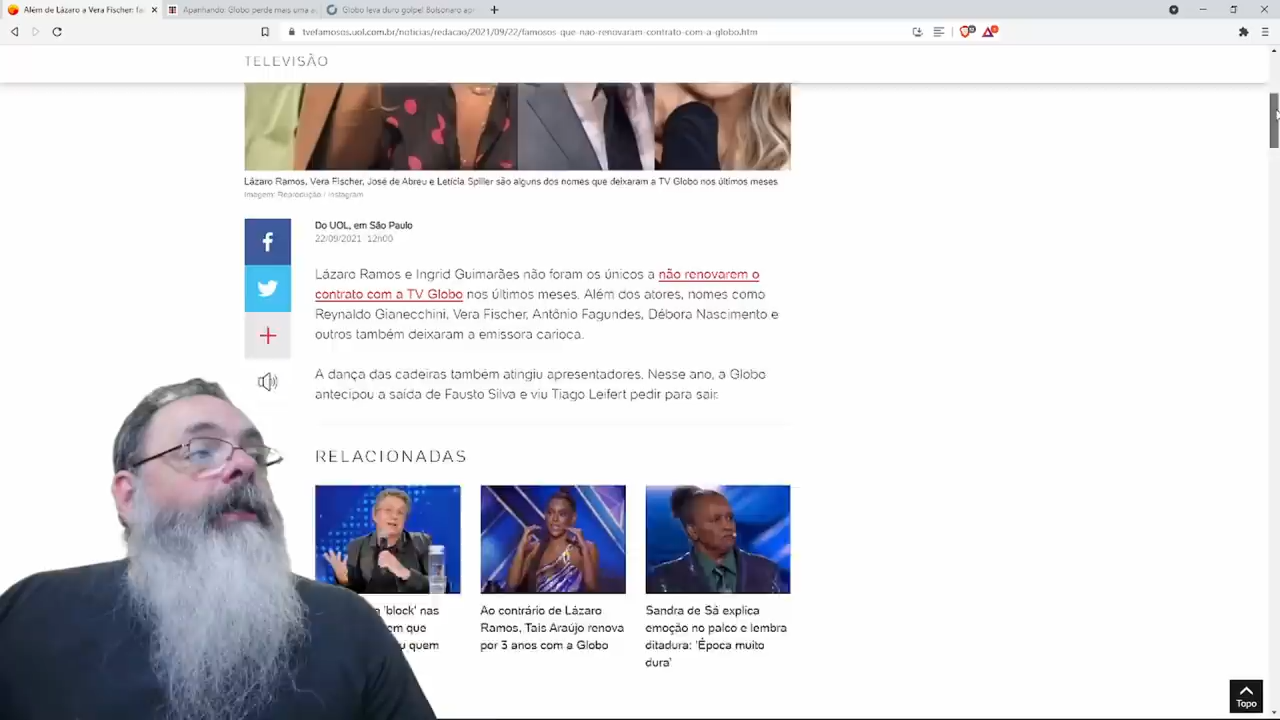 Além de Lázaro a Vera Fischer: fa
Apanhando: Globo perde mais uma a
Globo leva duro golpe! Bolsonaro apr
tvefamosos.uol.com.br/noticias/redacao/2021/09/22/famosos-que-nao-renovaram-contrato-com-a-globo.htm
TELEVISÃO
Lázaro Ramos, Vera Fischer, José de Abreu e Letícia Spiller são alguns dos nomes que deixaram a TV Globo nos últimos meses
Imagem: Reprodução / Instagram
Do UOL, em São Paulo
22/09/2021 12h00
Lázaro Ramos e Ingrid Guimarães não foram os únicos a não renovarem o
contrato com a TV Globo nos últimos meses. Além dos atores, nomes como
Reynaldo Gianecchini, Vera Fischer, Antônio Fagundes, Débora Nascimento e
outros também deixaram a emissora carioca.
A dança das cadeiras também atingiu apresentadores. Nesse ano, a Globo
antecipou a saída de Fausto Silva e viu Tiago Leifert pedir para sair.
RELACIONADAS
'block' nas
em que
quem
Ao contrário de Lázaro
Ramos, Taís Araújo renova
por 3 anos com a Globo
Sandra de Sá explica
emoção no palco e lembra
ditadura: 'Época muito
dura'
Topo